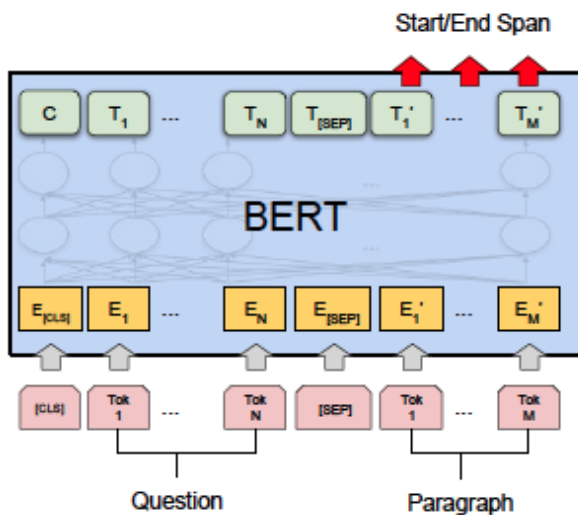 Start/End Span
C T1 ... TN T[SEP] T1' ... TM'
...
BERT
...
E[CLS] E1 ... EN E[SEP] E1' ... EM'
[CLS] Tok 1 ... Tok N [SEP] Tok 1 ... Tok M
Question Paragraph